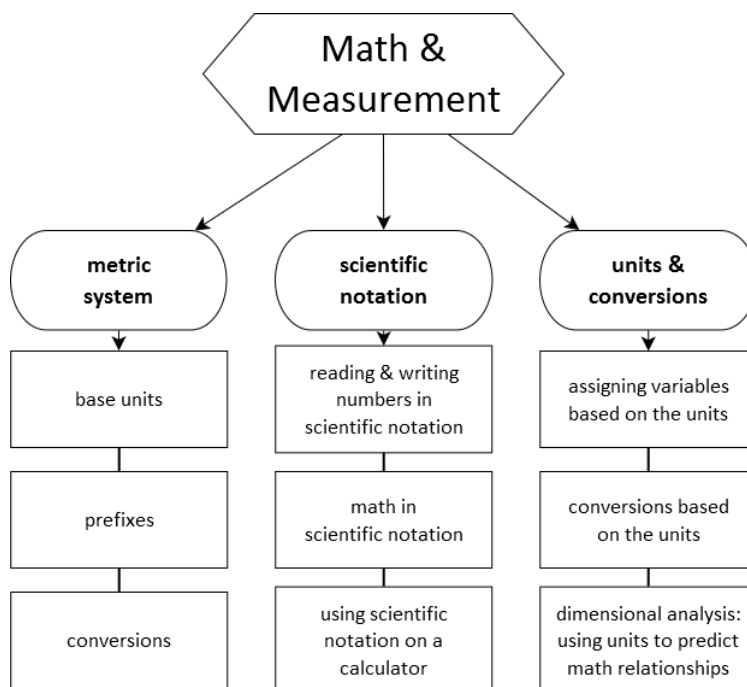 Math &
Measurement
metric
system
base units
prefixes
conversions
scientific
notation
reading & writing
numbers in
scientific notation
math in
scientific notation
using scientific
notation on a
calculator
units &
conversions
assigning variables
based on the units
conversions based
on the units
dimensional analysis:
using units to predict
math relationships